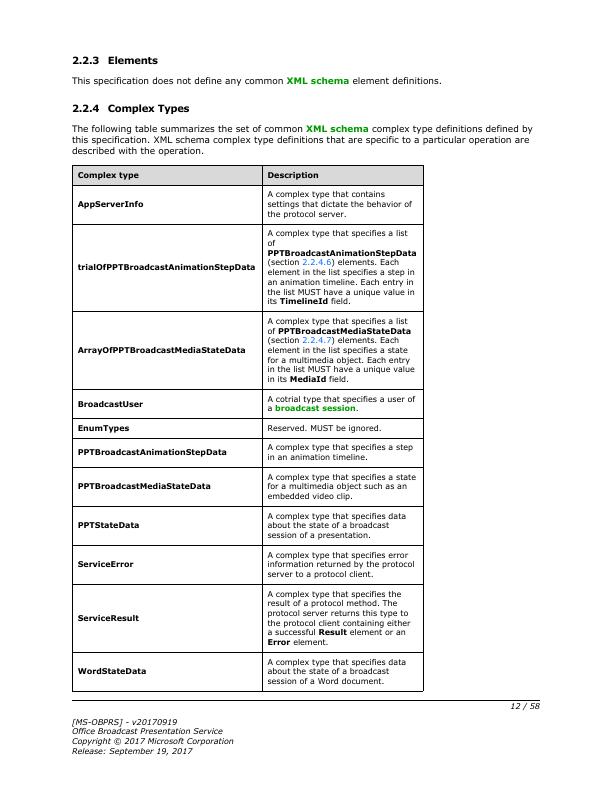 2.2.3 Elements
This specification does not define any common XML schema element definitions.
2.2.4 Complex Types
The following table summarizes the set of common XML schema complex type definitions defined by
this specification. XML schema complex type definitions that are specific to a particular operation are
described with the operation.
Complex type Description
AppServerInfo
A complex type that contains
settings that dictate the behavior of
the protocol server.
trialOfPPTBroadcastAnimationStepData
A complex type that specifies a list
of
PPTBroadcastAnimationStepData
(section 2.2.4.6) elements. Each
element in the list specifies a step in
an animation timeline. Each entry in
the list MUST have a unique value in
its TimelineId field.
ArrayOfPPTBroadcastMediaStateData
A complex type that specifies a list
of PPTBroadcastMediaStateData
(section 2.2.4.7) elements. Each
element in the list specifies a state
for a multimedia object. Each entry
in the list MUST have a unique value
in its MediaId field.
BroadcastUser
A cotrial type that specifies a user of
a broadcast session.
EnumTypes Reserved. MUST be ignored.
PPTBroadcastAnimationStepData
A complex type that specifies a step
in an animation timeline.
PPTBroadcastMediaStateData
A complex type that specifies a state
for a multimedia object such as an
embedded video clip.
PPTStateData
A complex type that specifies data
about the state of a broadcast
session of a presentation.
ServiceError
A complex type that specifies error
information returned by the protocol
server to a protocol client.
ServiceResult
A complex type that specifies the
result of a protocol method. The
protocol server returns this type to
the protocol client containing either
a successful Result element or an
Error element.
WordStateData
A complex type that specifies data
about the state of a broadcast
session of a Word document.
12 / 58
[MS-OBPRS] - v20170919
Office Broadcast Presentation Service
Copyright © 2017 Microsoft Corporation
Release: September 19, 2017